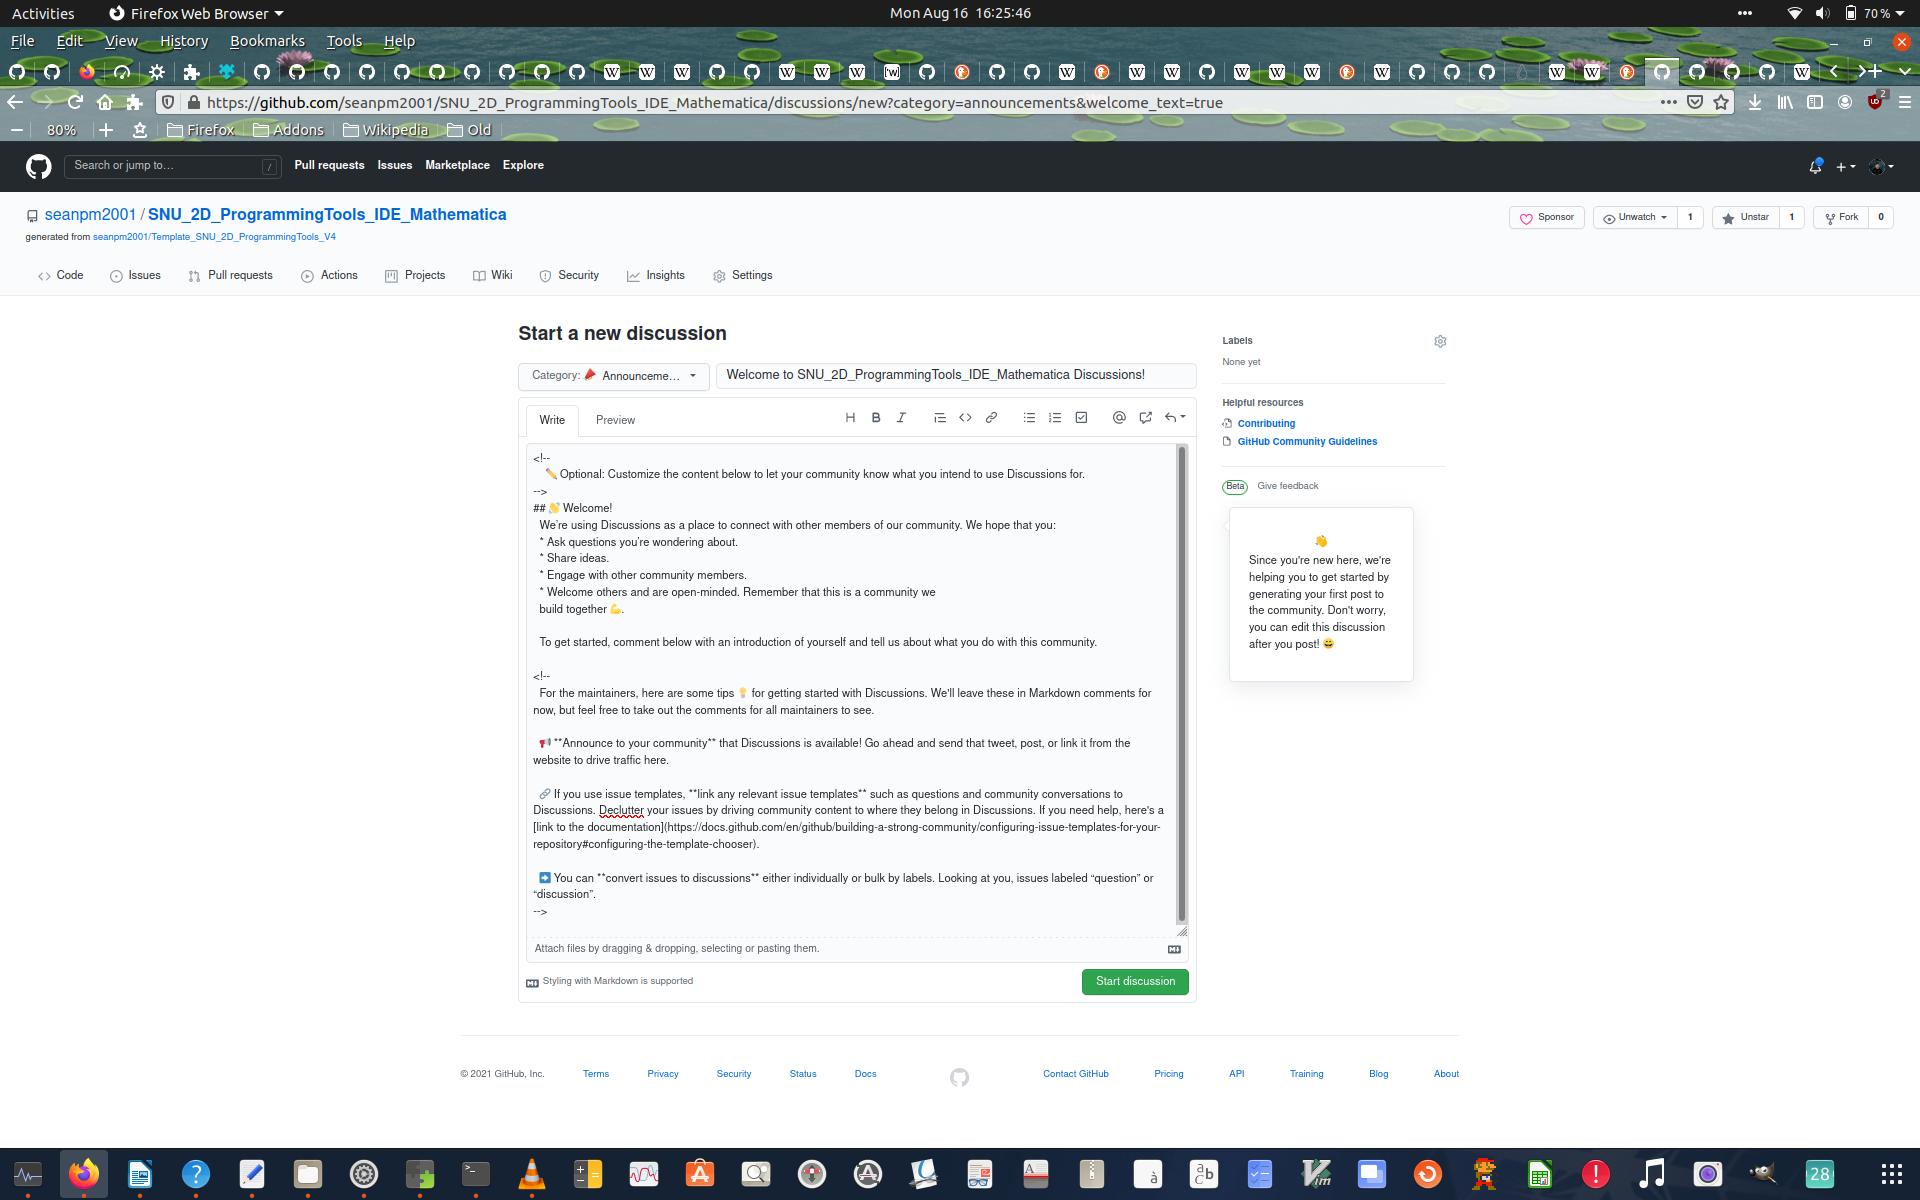 Activities
Firefox Web Browser
Mon Aug 16  16:25:46
70 %
File
Edit
View
History
Bookmarks
Tools
Help
https://github.com/seanpm2001/SNU_2D_ProgrammingTools_IDE_Mathematica/discussions/new?category=announcements&welcome_text=true
2
80%
Firefox
Addons
Wikipedia
Old
Search or jump to…
/
Pull requests
Issues
Marketplace
Explore
seanpm2001 / SNU_2D_ProgrammingTools_IDE_Mathematica
Sponsor
Unwatch
1
Unstar
1
Fork
0
generated from seanpm2001/Template_SNU_2D_ProgrammingTools_V4
Code
Issues
Pull requests
Actions
Projects
Wiki
Security
Insights
Settings
Start a new discussion
Category: Announceme...
Welcome to SNU_2D_ProgrammingTools_IDE_Mathematica Discussions!
Write
Preview
<!--
✏️ Optional: Customize the content below to let your community know what you intend to use Discussions for.
-->
## 👋 Welcome!
We’re using Discussions as a place to connect with other members of our community. We hope that you:
* Ask questions you’re wondering about.
* Share ideas.
* Engage with other community members.
* Welcome others and are open-minded. Remember that this is a community we
build together 💪.
To get started, comment below with an introduction of yourself and tell us about what you do with this community.
<!--
For the maintainers, here are some tips 💡 for getting started with Discussions. We'll leave these in Markdown comments for
now, but feel free to take out the comments for all maintainers to see.
📢 **Announce to your community** that Discussions is available! Go ahead and send that tweet, post, or link it from the
website to drive traffic here.
🔗 If you use issue templates, **link any relevant issue templates** such as questions and community conversations to
Discussions. Declutter your issues by driving community content to where they belong in Discussions. If you need help, here's a
[link to the documentation](https://docs.github.com/en/github/building-a-strong-community/configuring-issue-templates-for-your-
repository#configuring-the-template-chooser).
➡️ You can **convert issues to discussions** either individually or bulk by labels. Looking at you, issues labeled “question” or
“discussion”.
-->
Attach files by dragging & dropping, selecting or pasting them.
Styling with Markdown is supported
Start discussion
Labels
None yet
Helpful resources
Contributing
GitHub Community Guidelines
Beta
Give feedback
👋
Since you're new here, we're
helping you to get started by
generating your first post to
the community. Don't worry,
you can edit this discussion
after you post! 😄
© 2021 GitHub, Inc.
Terms
Privacy
Security
Status
Docs
Contact GitHub
Pricing
API
Training
Blog
About
28